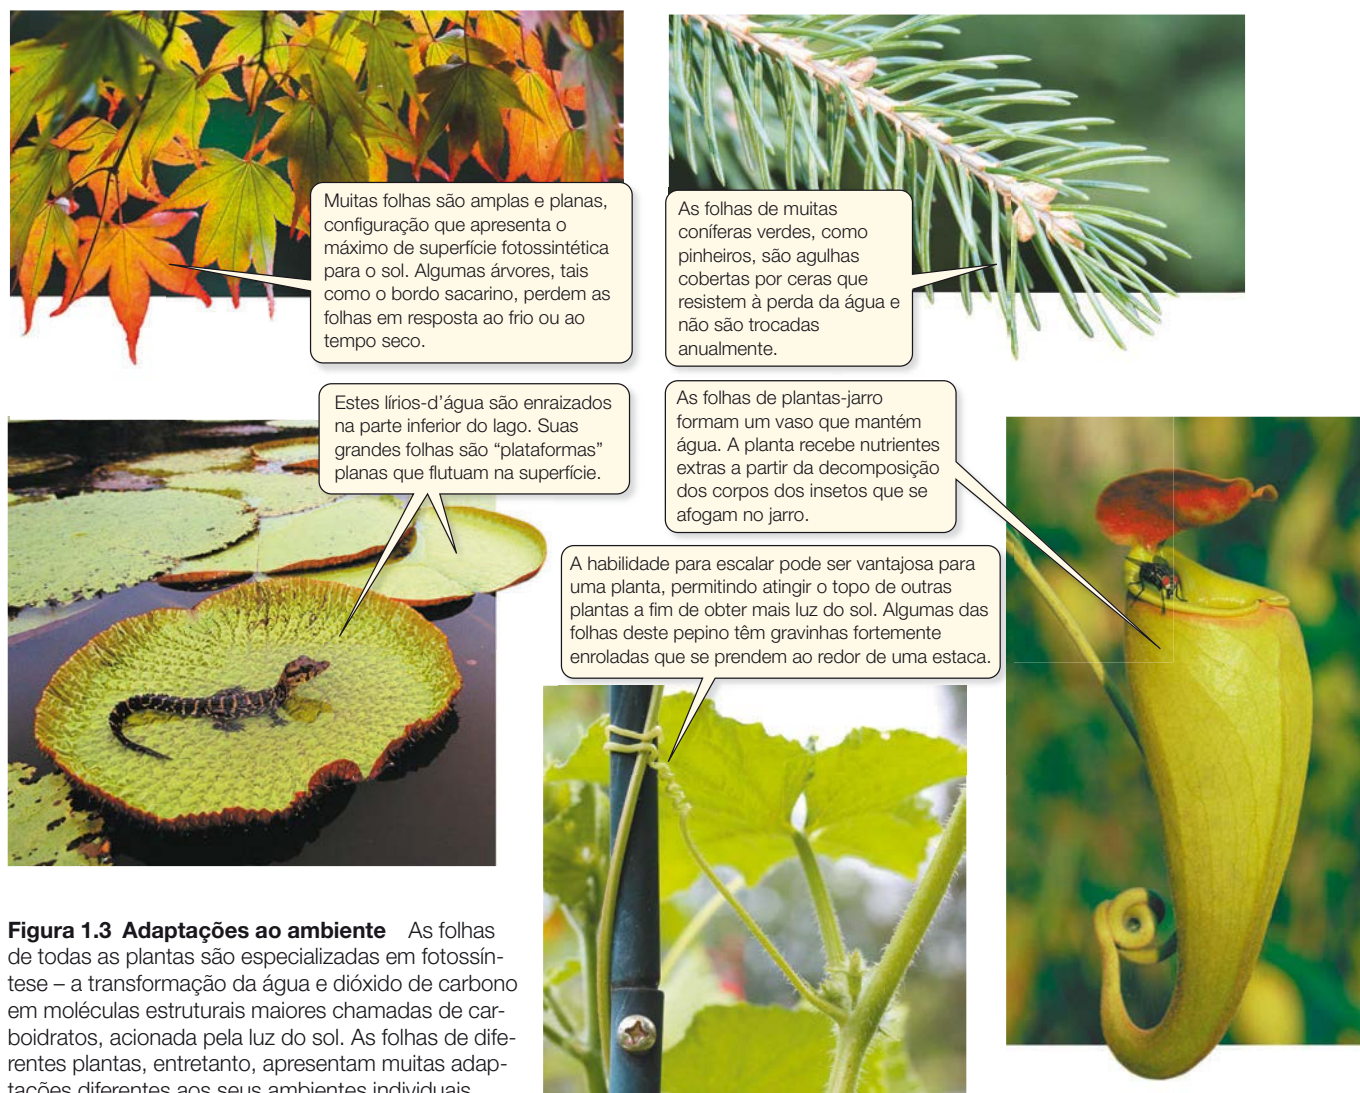 Muitas folhas são amplas e planas,
configuração que apresenta o
máximo de superfície fotossintética
para o sol. Algumas árvores, tais
como o bordo sacarino, perdem as
folhas em resposta ao frio ou ao
tempo seco.
As folhas de muitas
coníferas verdes, como
pinheiros, são agulhas
cobertas por ceras que
resistem à perda da água e
não são trocadas
anualmente.
Estes lírios-d’água são enraizados
na parte inferior do lago. Suas
grandes folhas são “plataformas”
planas que flutuam na superfície.
As folhas de plantas-jarro
formam um vaso que mantém
água. A planta recebe nutrientes
extras a partir da decomposição
dos corpos dos insetos que se
afogam no jarro.
A habilidade para escalar pode ser vantajosa para
uma planta, permitindo atingir o topo de outras
plantas a fim de obter mais luz do sol. Algumas das
folhas deste pepino têm gravinhas fortemente
enroladas que se prendem ao redor de uma estaca.
Figura 1.3 Adaptações ao ambiente As folhas
de todas as plantas são especializadas em fotossín-
tese – a transformação da água e dióxido de carbono
em moléculas estruturais maiores chamadas de car-
boidratos, acionada pela luz do sol. As folhas de dife-
rentes plantas, entretanto, apresentam muitas adap-
tações diferentes aos seus ambientes individuais.